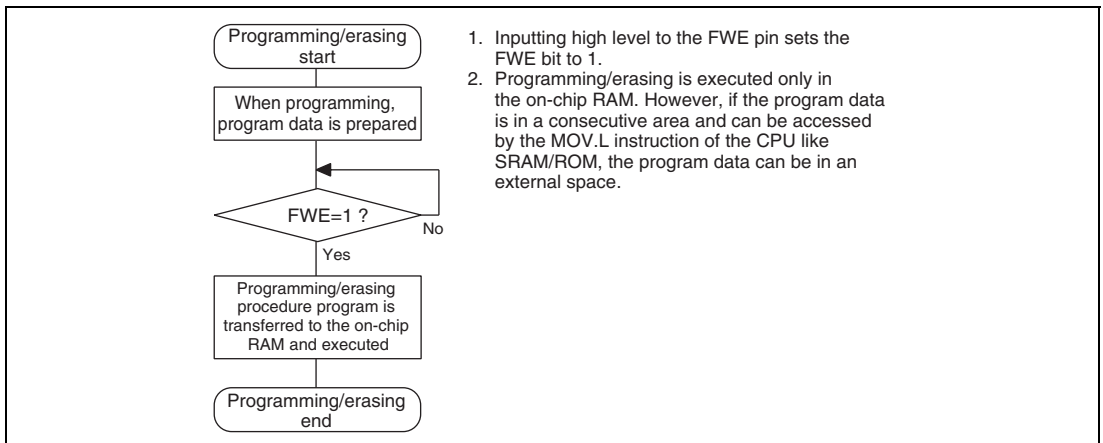 Programming/erasing
start
When programming,
program data is prepared
FWE=1 ?
No
Yes
Programming/erasing
procedure program is
transferred to the on-chip
RAM and executed
Programming/erasing
end
1. Inputting high level to the FWE pin sets the
FWE bit to 1.
2. Programming/erasing is executed only in
the on-chip RAM. However, if the program data
is in a consecutive area and can be accessed
by the MOV.L instruction of the CPU like
SRAM/ROM, the program data can be in an
external space.